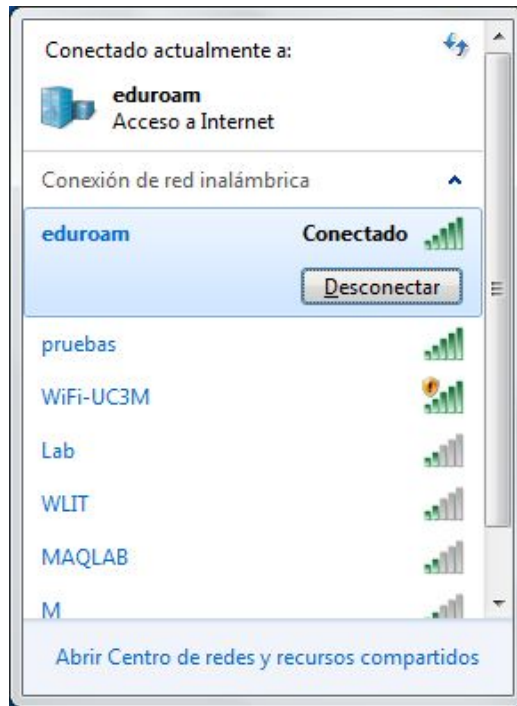 Conectado actualmente a:
eduroam
Acceso a Internet
Conexión de red inalámbrica
eduroam Conectado
Desconectar
pruebas
WiFi-UC3M
Lab
WLIT
MAQLAB
M
Abrir Centro de redes y recursos compartidos